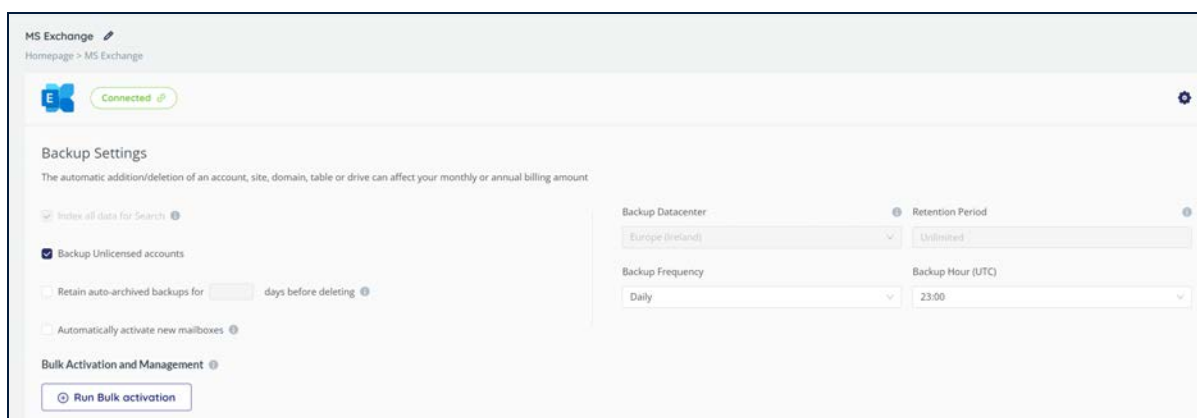 MS Exchange
Homepage > MS Exchange
E
Connected
Backup Settings
The automatic addition/deletion of an account, site, domain, table or drive can affect your monthly or annual billing amount
Index all data for Search
Backup Unlicensed accounts
Retain auto-archived backups for days before deleting
Automatically activate new mailboxes
Bulk Activation and Management
Run Bulk activation
Backup Datacenter Retention Period
Europe (Ireland) Unlimited
Backup Frequency Backup Hour (UTC)
Daily 23:00